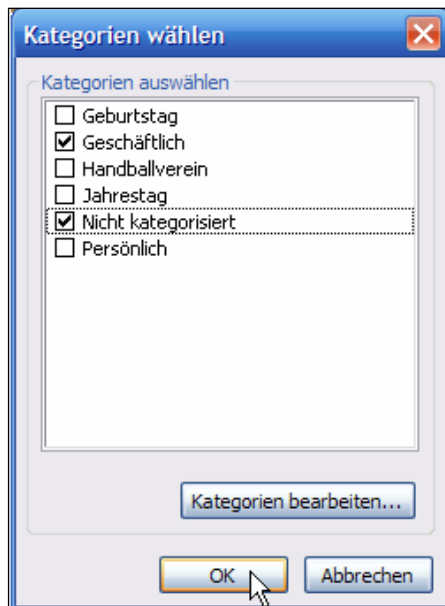 Kategorien wählen
Kategorien auswählen
Geburtstag
Geschäftlich
Handballverein
Jahrestag
Nicht kategorisiert
Persönlich
Kategorien bearbeiten...
OK Abbrechen